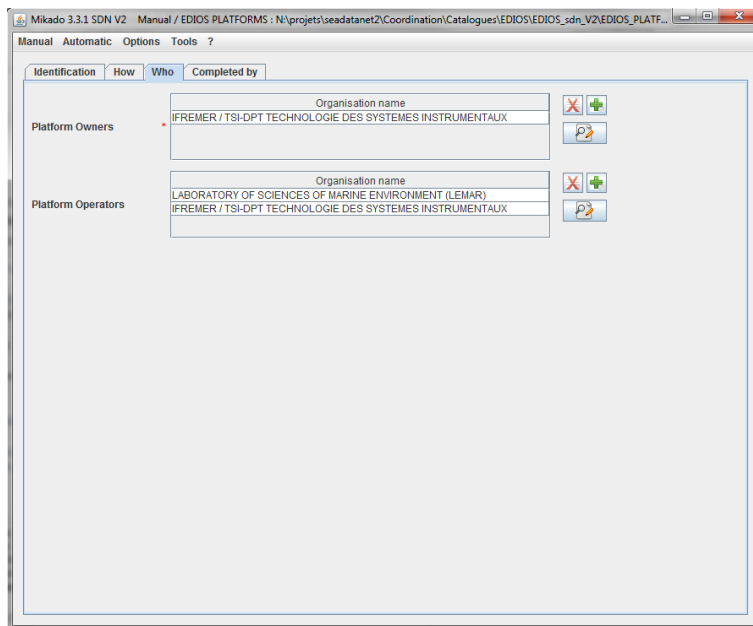 Mikado 3.3.1 SDN V2 Manual / EDIOS PLATFORMS : N:\projets\seadatanet2\Coordination\Catalogues\EDIOS\EDIOS_sdn_V2\EDIOS_PLATF...
Manual Automatic Options Tools ?
Identification How Who Completed by
Organisation name
Platform Owners * IFREMER / TSI-DPT TECHNOLOGIE DES SYSTEMES INSTRUMENTAUX
Organisation name
LABORATORY OF SCIENCES OF MARINE ENVIRONMENT (LEMAR)
Platform Operators IFREMER / TSI-DPT TECHNOLOGIE DES SYSTEMES INSTRUMENTAUX